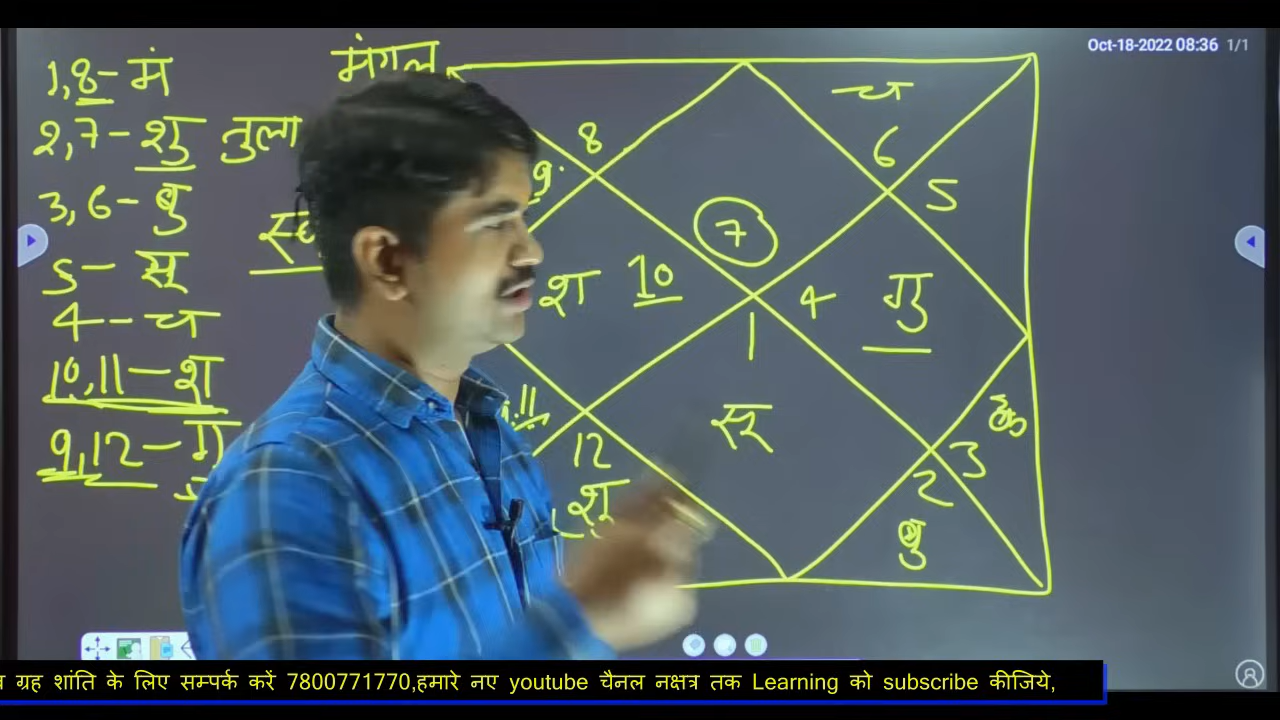 Oct-18-2022 08:36 1/1
1,8-मं
2,7-शु तुला
3,6-बु
5-सू
4-च
10,11-श
9,12-गु
मंगल
8
9.
च
6
5
7
श 10
4 गु
1
सू
11
12
शु
3
2
बु
ग्रह शांति के लिए सम्पर्क करें 7800771770,हमारे नए youtube चैनल नक्षत्र तक Learning को subscribe कीजिये,